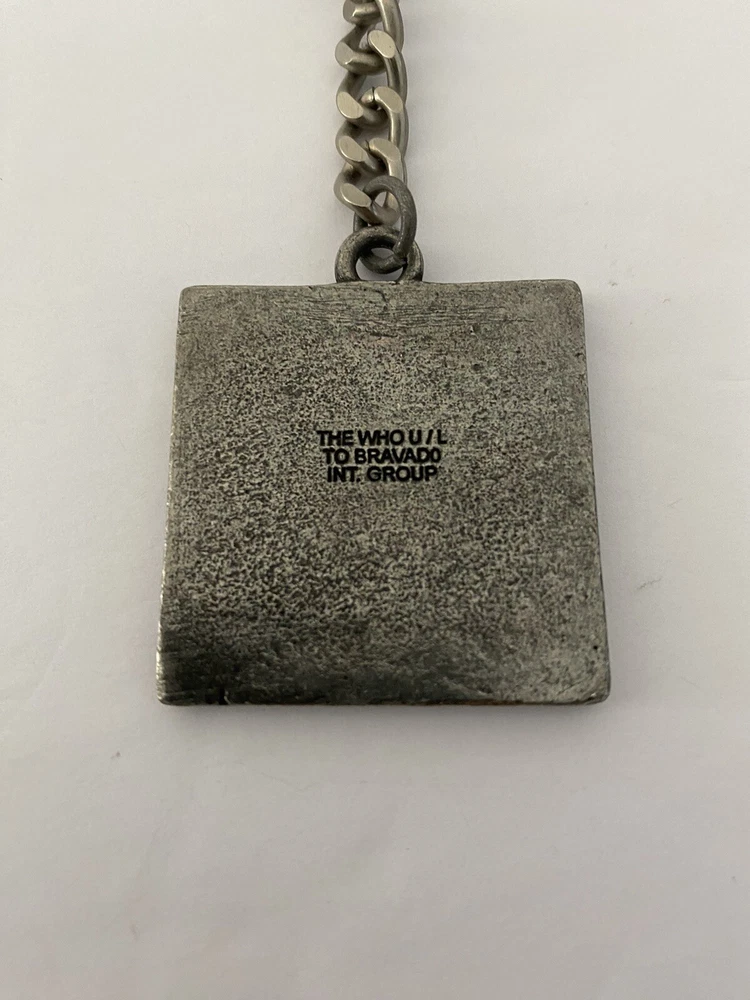 THE WHO U / L
TO BRAVADO
INT. GROUP